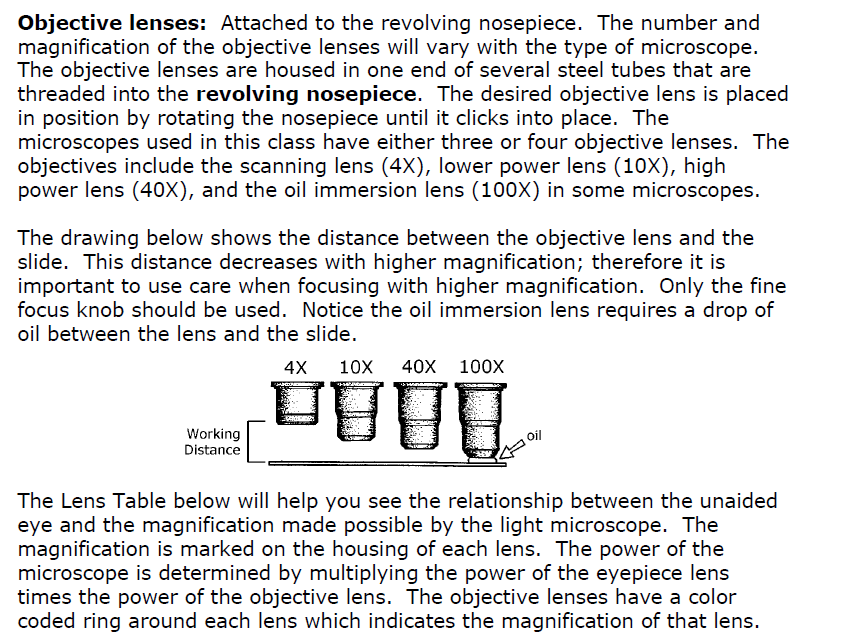 Objective lenses:  Attached to the revolving nosepiece.  The number and
magnification of the objective lenses will vary with the type of microscope.
The objective lenses are housed in one end of several steel tubes that are
threaded into the revolving nosepiece.  The desired objective lens is placed
in position by rotating the nosepiece until it clicks into place.  The
microscopes used in this class have either three or four objective lenses.  The
objectives include the scanning lens (4X), lower power lens (10X), high
power lens (40X), and the oil immersion lens (100X) in some microscopes.
The drawing below shows the distance between the objective lens and the
slide.  This distance decreases with higher magnification; therefore it is
important to use care when focusing with higher magnification.  Only the fine
focus knob should be used.  Notice the oil immersion lens requires a drop of
oil between the lens and the slide.
4X 10X 40X 100X
Working
Distance
oil
The Lens Table below will help you see the relationship between the unaided
eye and the magnification made possible by the light microscope.  The
magnification is marked on the housing of each lens.  The power of the
microscope is determined by multiplying the power of the eyepiece lens
times the power of the objective lens.  The objective lenses have a color
coded ring around each lens which indicates the magnification of that lens.